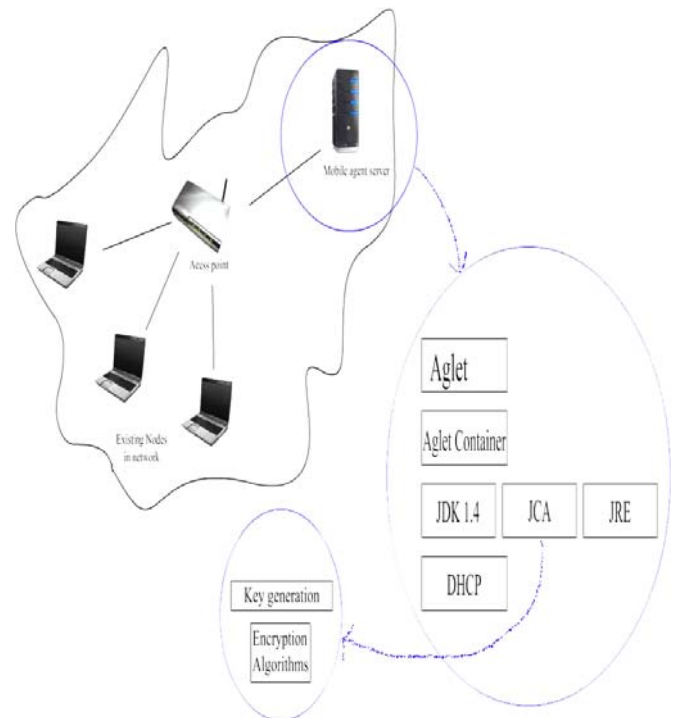 Mobile agent server
Acess point
Existing Nodes
in network
Aglet
Aglet Container
JDK 1.4
JCA
JRE
DHCP
Key generation
Encryption
Algorithms